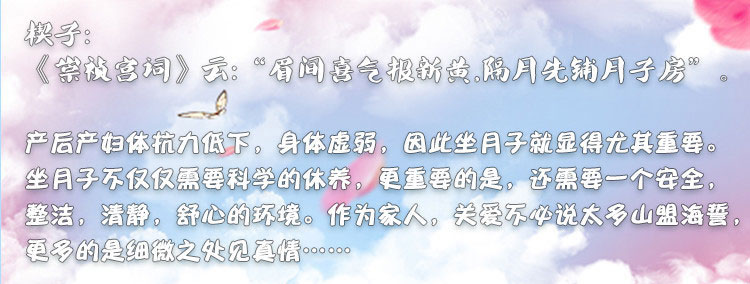 楔子：
《崇祯宫词》云：“眉间喜气报新黄，隔月先铺月子房”。
产后产妇体抗力低下，身体虚弱，因此坐月子就显得尤其重要。
坐月子不仅仅需要科学的休养，更重要的是，还需要一个安全，
整洁，清静，舒心的环境。作为家人，关爱不必说太多山盟海誓，
更多的是细微之处见真情……